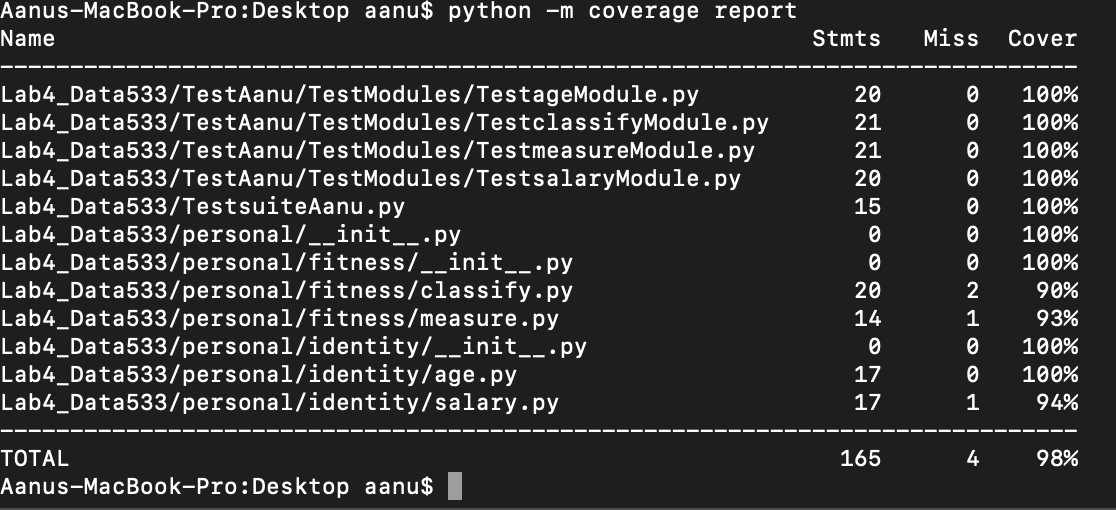 Aanus-MacBook-Pro:Desktop aanu$ python -m coverage report
Name Stmts Miss Cover
-----------------------------------------------------------------------------
Lab4_Data533/TestAanu/TestModules/TestageModule.py 20 0 100%
Lab4_Data533/TestAanu/TestModules/TestclassifyModule.py 21 0 100%
Lab4_Data533/TestAanu/TestModules/TestmeasureModule.py 21 0 100%
Lab4_Data533/TestAanu/TestModules/TestsalaryModule.py 20 0 100%
Lab4_Data533/TestsuiteAanu.py 15 0 100%
Lab4_Data533/personal/__init__.py 0 0 100%
Lab4_Data533/personal/fitness/__init__.py 0 0 100%
Lab4_Data533/personal/fitness/classify.py 20 2 90%
Lab4_Data533/personal/fitness/measure.py 14 1 93%
Lab4_Data533/personal/identity/__init__.py 0 0 100%
Lab4_Data533/personal/identity/age.py 17 0 100%
Lab4_Data533/personal/identity/salary.py 17 1 94%
-----------------------------------------------------------------------------
TOTAL 165 4 98%
Aanus-MacBook-Pro:Desktop aanu$